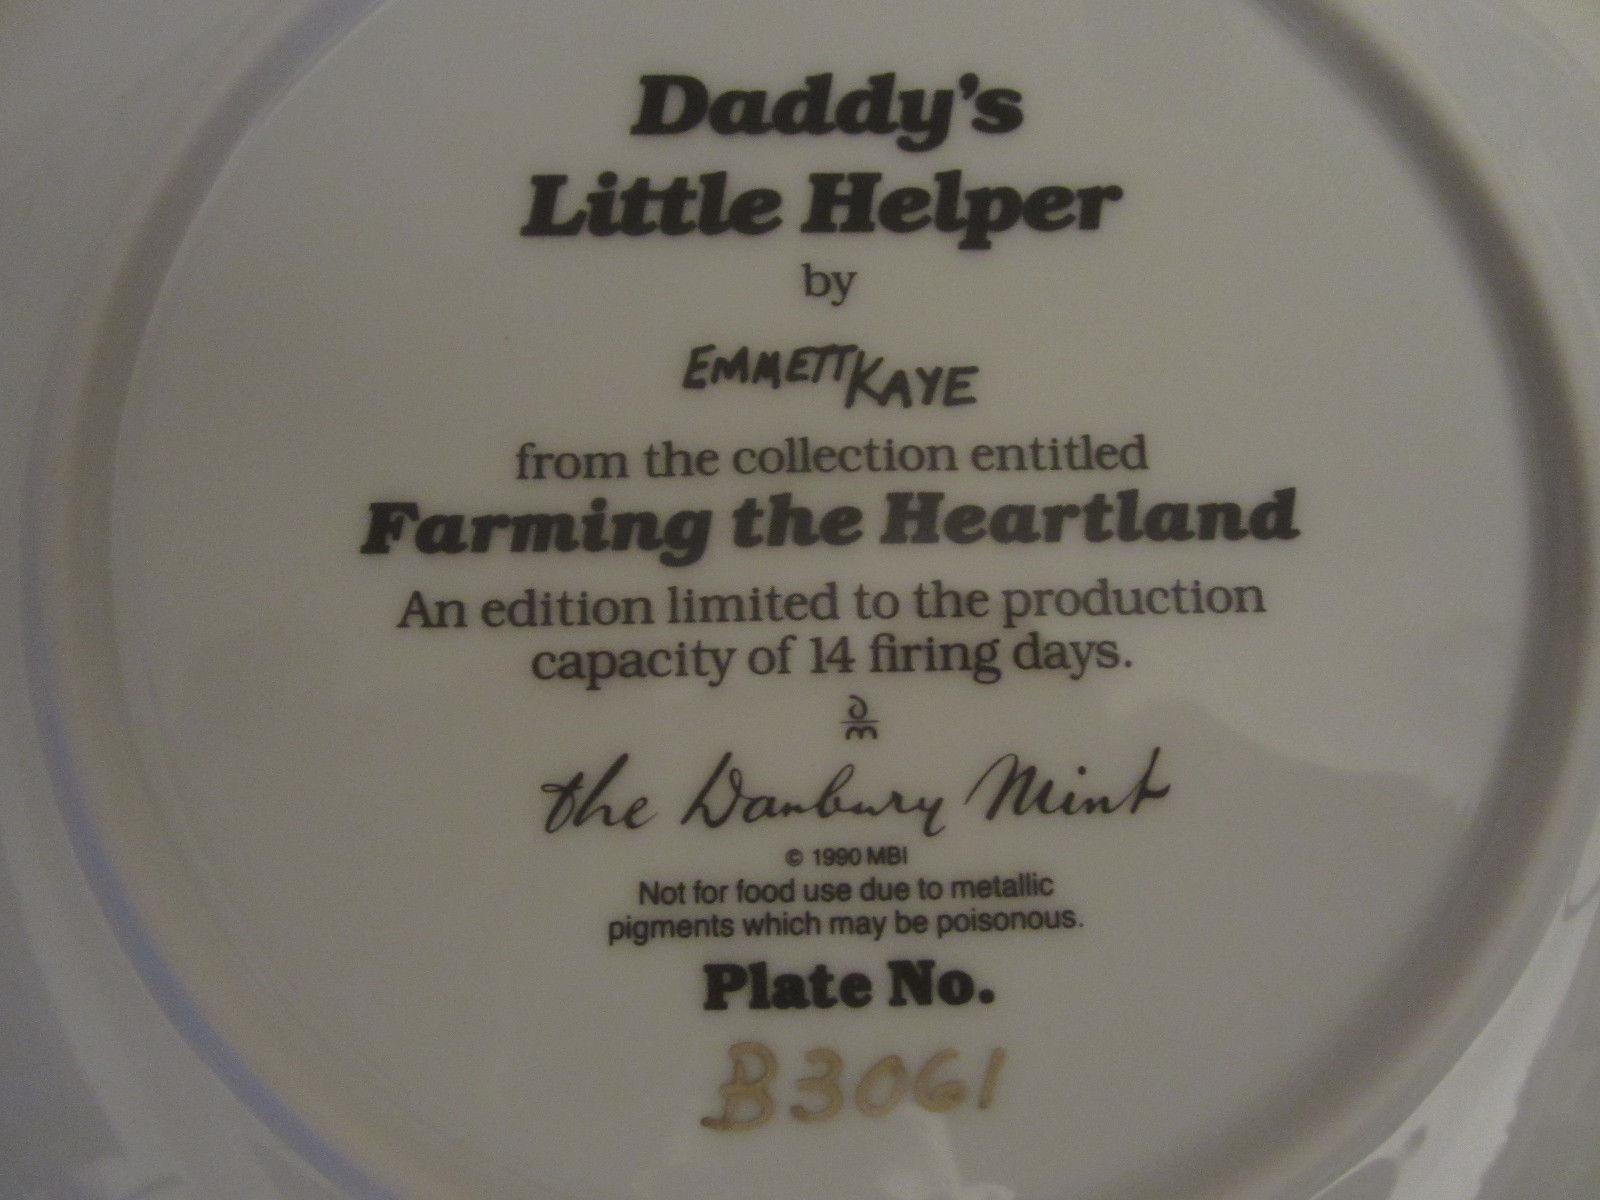 Daddy's
Little Helper
by
EMMETT KAYE
from the collection entitled
Farming the Heartland
An edition limited to the production
capacity of 14 firing days.
The Danbury Mint
© 1990 MBI
Not for food use due to metallic
pigments which may be poisonous.
Plate No.
B3061